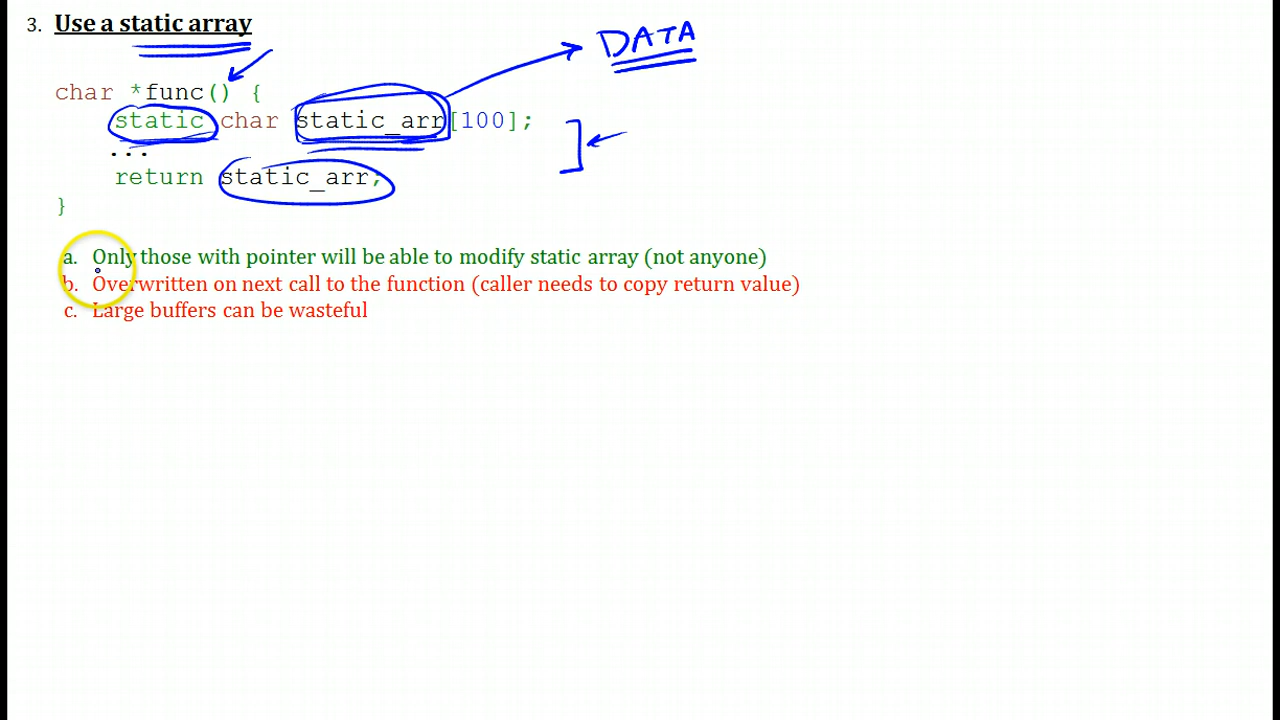 3. Use a static array
DATA
char *func() {
static char static_arr[100];
...
return static_arr;
}
a. Only those with pointer will be able to modify static array (not anyone)
b. Overwritten on next call to the function (caller needs to copy return value)
c. Large buffers can be wasteful